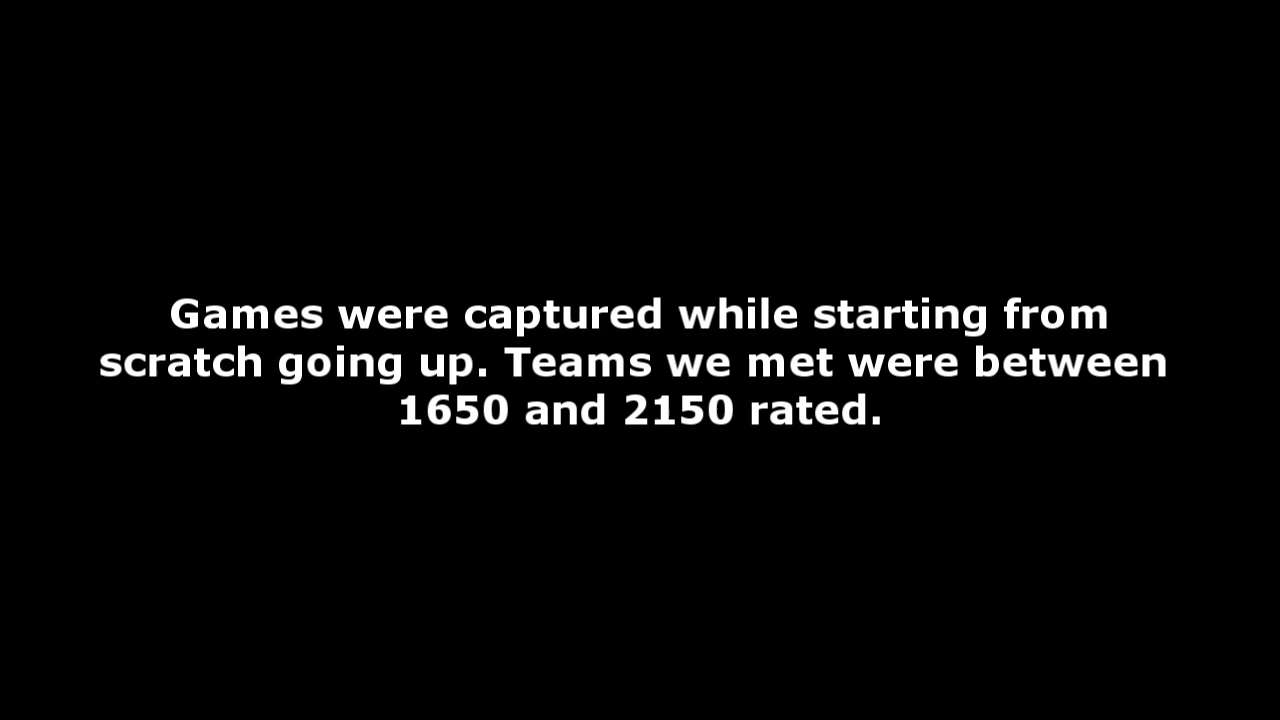 Games were captured while starting from
scratch going up. Teams we met were between
1650 and 2150 rated.